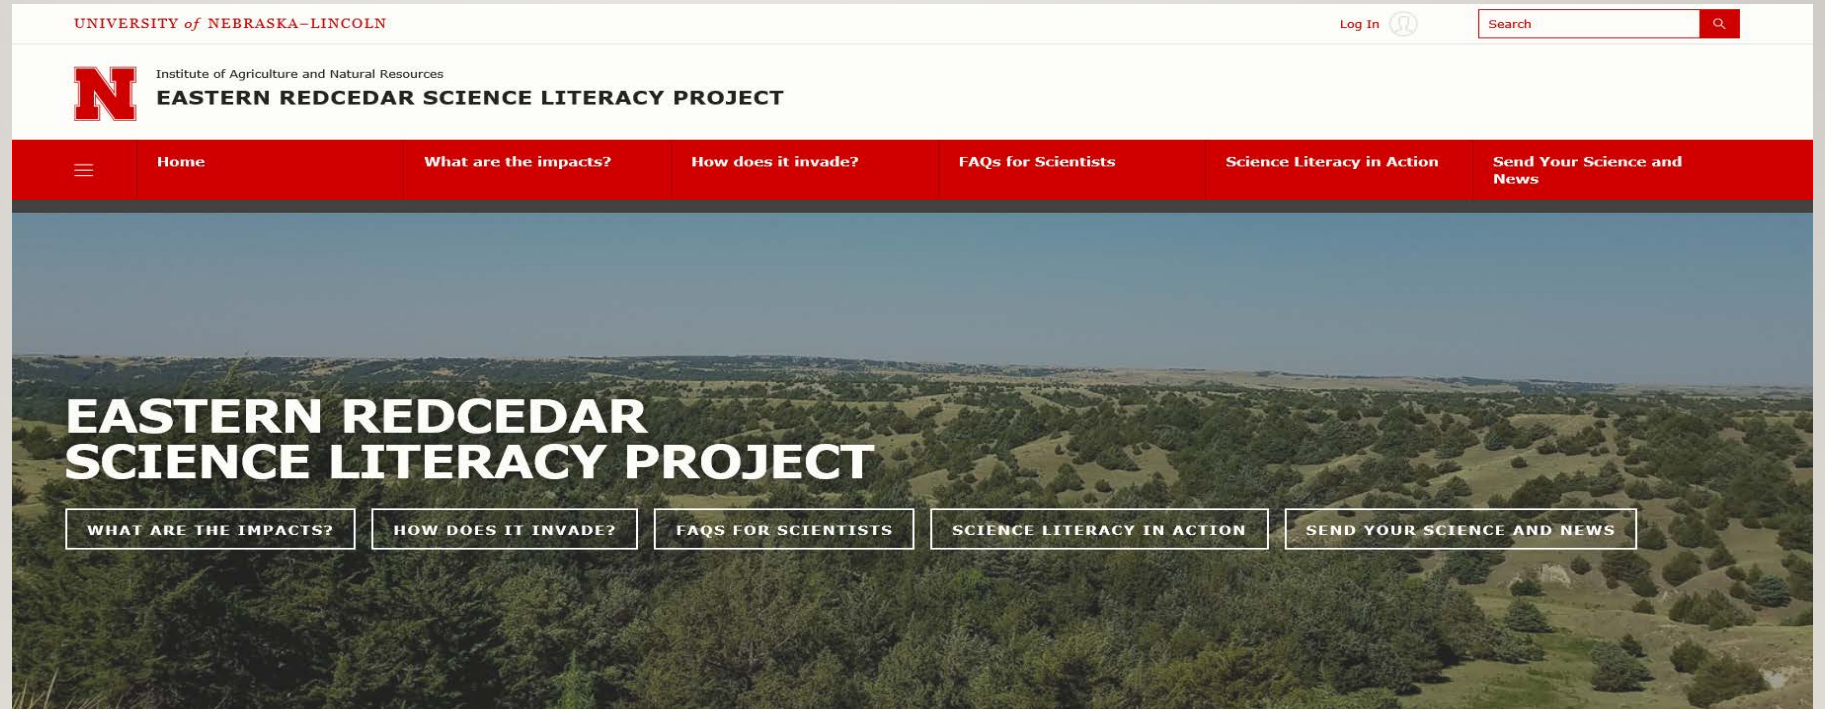 UNIVERSITY of NEBRASKA–LINCOLN
Log In
Search
N
Institute of Agriculture and Natural Resources
EASTERN REDCEDAR SCIENCE LITERACY PROJECT
Home
What are the impacts?
How does it invade?
FAQs for Scientists
Science Literacy in Action
Send Your Science and
News
EASTERN REDCEDAR
SCIENCE LITERACY PROJECT
WHAT ARE THE IMPACTS?
HOW DOES IT INVADE?
FAQS FOR SCIENTISTS
SCIENCE LITERACY IN ACTION
SEND YOUR SCIENCE AND NEWS